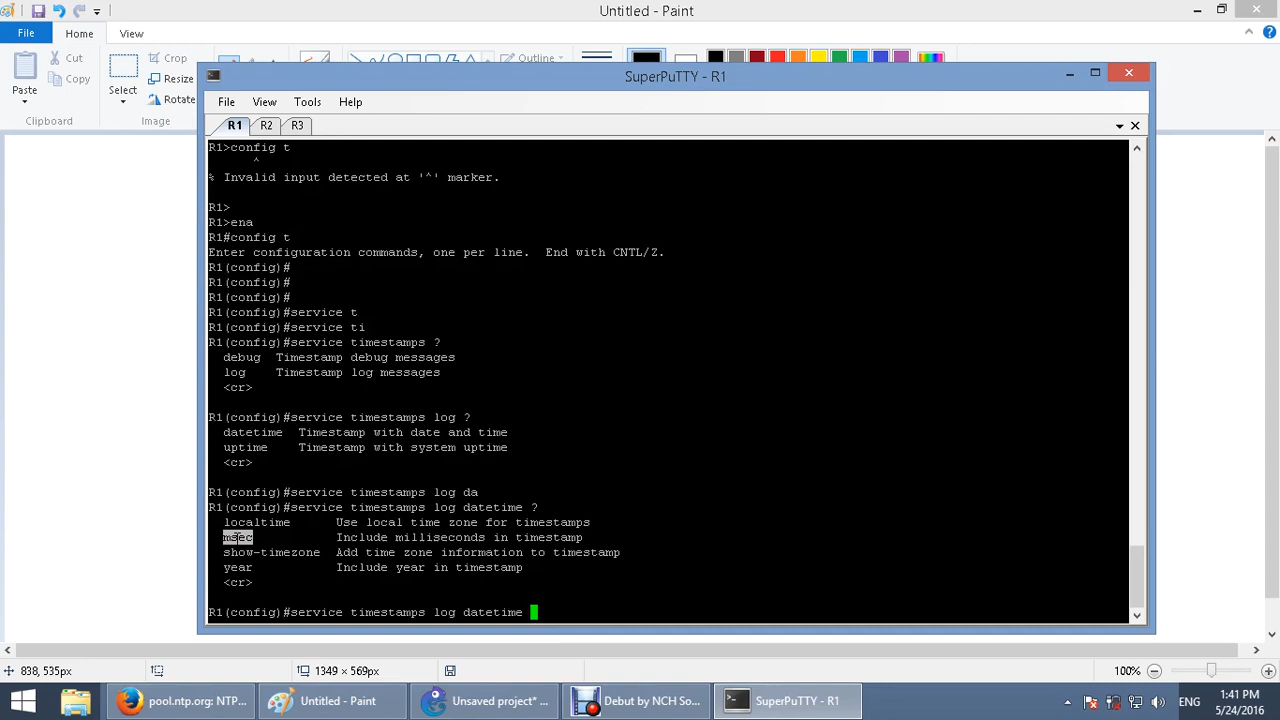 Untitled - Paint
File
Home
View
Paste
Cut
Copy
Clipboard
Select
Crop
Resize
Rotate
Image
Outline
SuperPuTTY - R1
File View Tools Help
R1 R2 R3
R1>config t
^
% Invalid input detected at '^' marker.
R1>
R1>ena
R1#config t
Enter configuration commands, one per line.  End with CNTL/Z.
R1(config)#
R1(config)#
R1(config)#
R1(config)#service t
R1(config)#service ti
R1(config)#service timestamps ?
debug  Timestamp debug messages
log    Timestamp log messages
<cr>
R1(config)#service timestamps log ?
datetime  Timestamp with date and time
uptime    Timestamp with system uptime
<cr>
R1(config)#service timestamps log da
R1(config)#service timestamps log datetime ?
localtime      Use local time zone for timestamps
msec           Include milliseconds in timestamp
show-timezone  Add time zone information to timestamp
year           Include year in timestamp
<cr>
R1(config)#service timestamps log datetime
838, 535px
1349 × 569px
100%
pool.ntp.org: NTP...
Untitled - Paint
Unsaved project*...
Debut by NCH So...
SuperPuTTY - R1
ENG
1:41 PM
5/24/2016